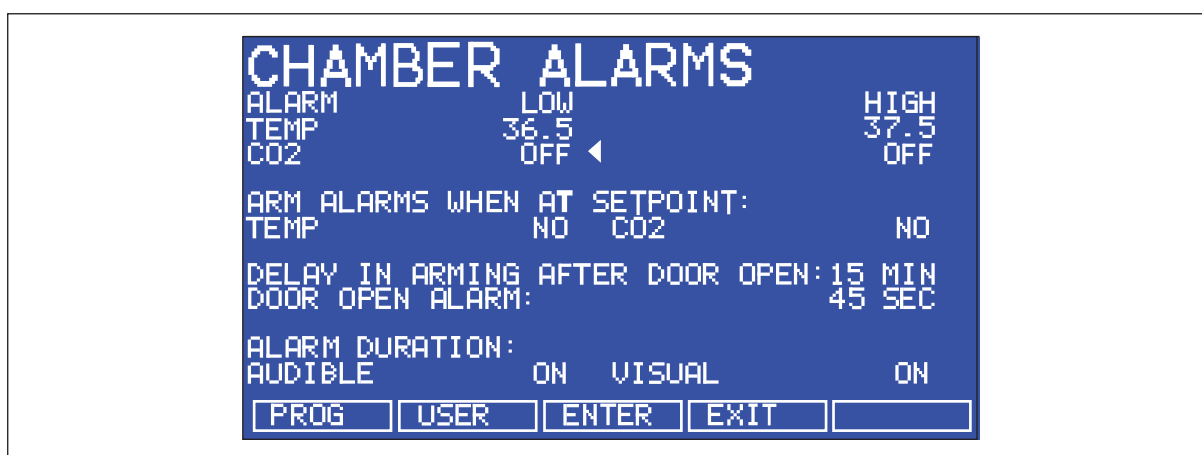 CHAMBER ALARMS
ALARM LOW HIGH
TEMP 36.5 37.5
CO2 OFF OFF
ARM ALARMS WHEN AT SETPOINT:
TEMP NO CO2 NO
DELAY IN ARMING AFTER DOOR OPEN:15 MIN
DOOR OPEN ALARM: 45 SEC
ALARM DURATION:
AUDIBLE ON VISUAL ON
PROG USER ENTER EXIT